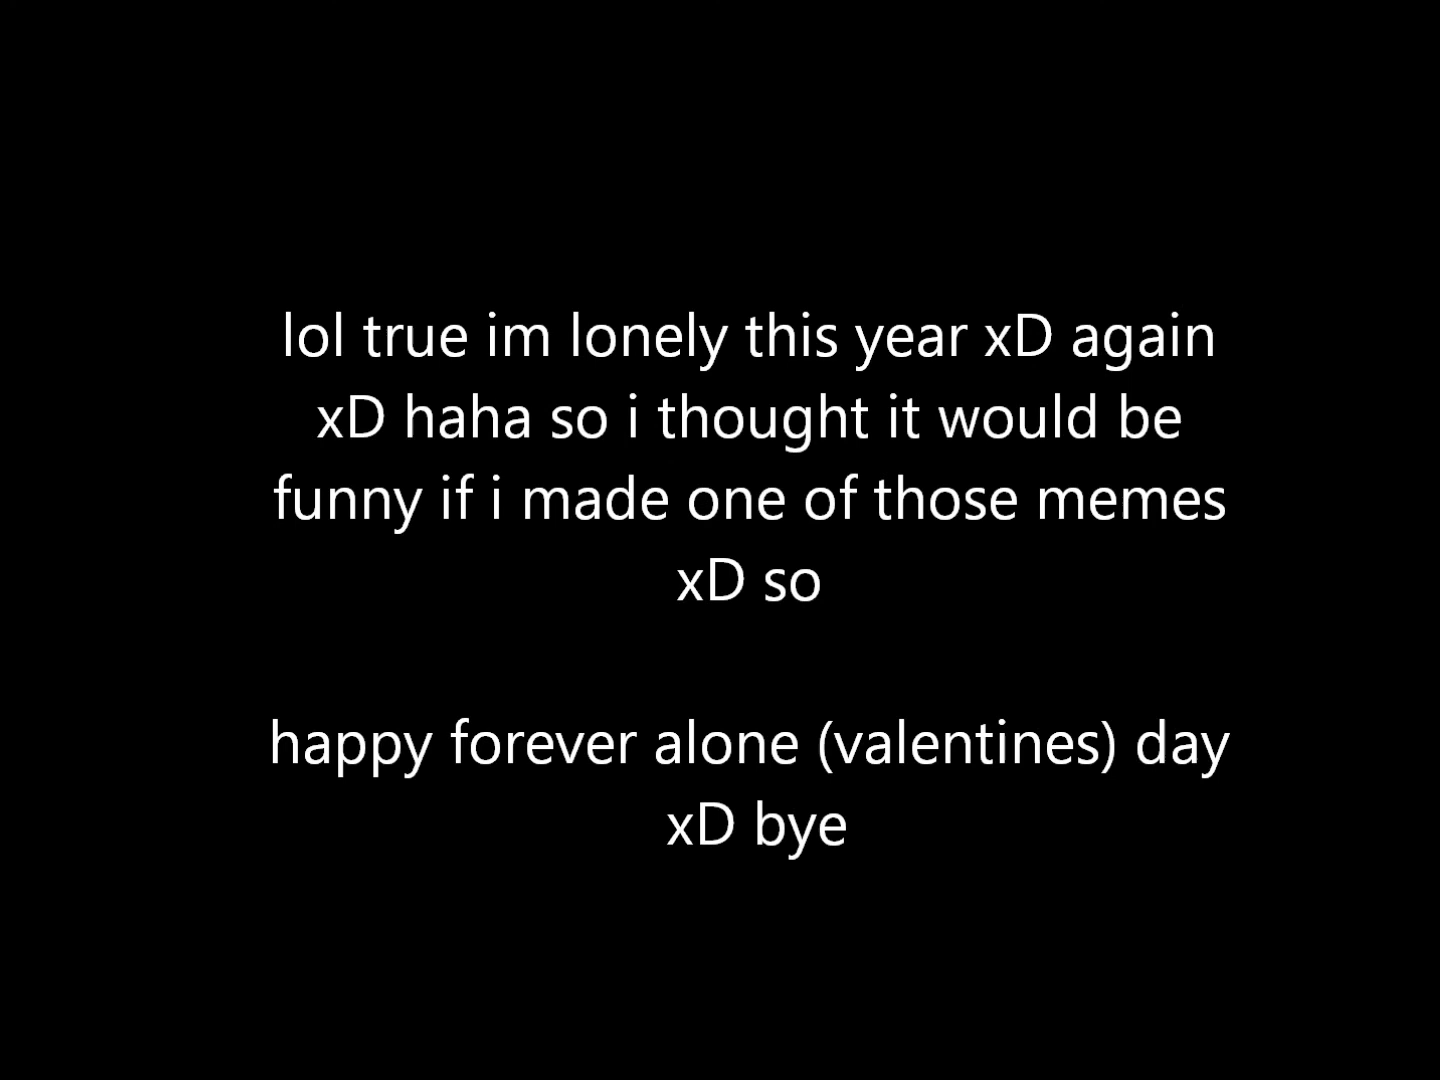 lol true im lonely this year xD again
xD haha so i thought it would be
funny if i made one of those memes
xD so
happy forever alone (valentines) day
xD bye